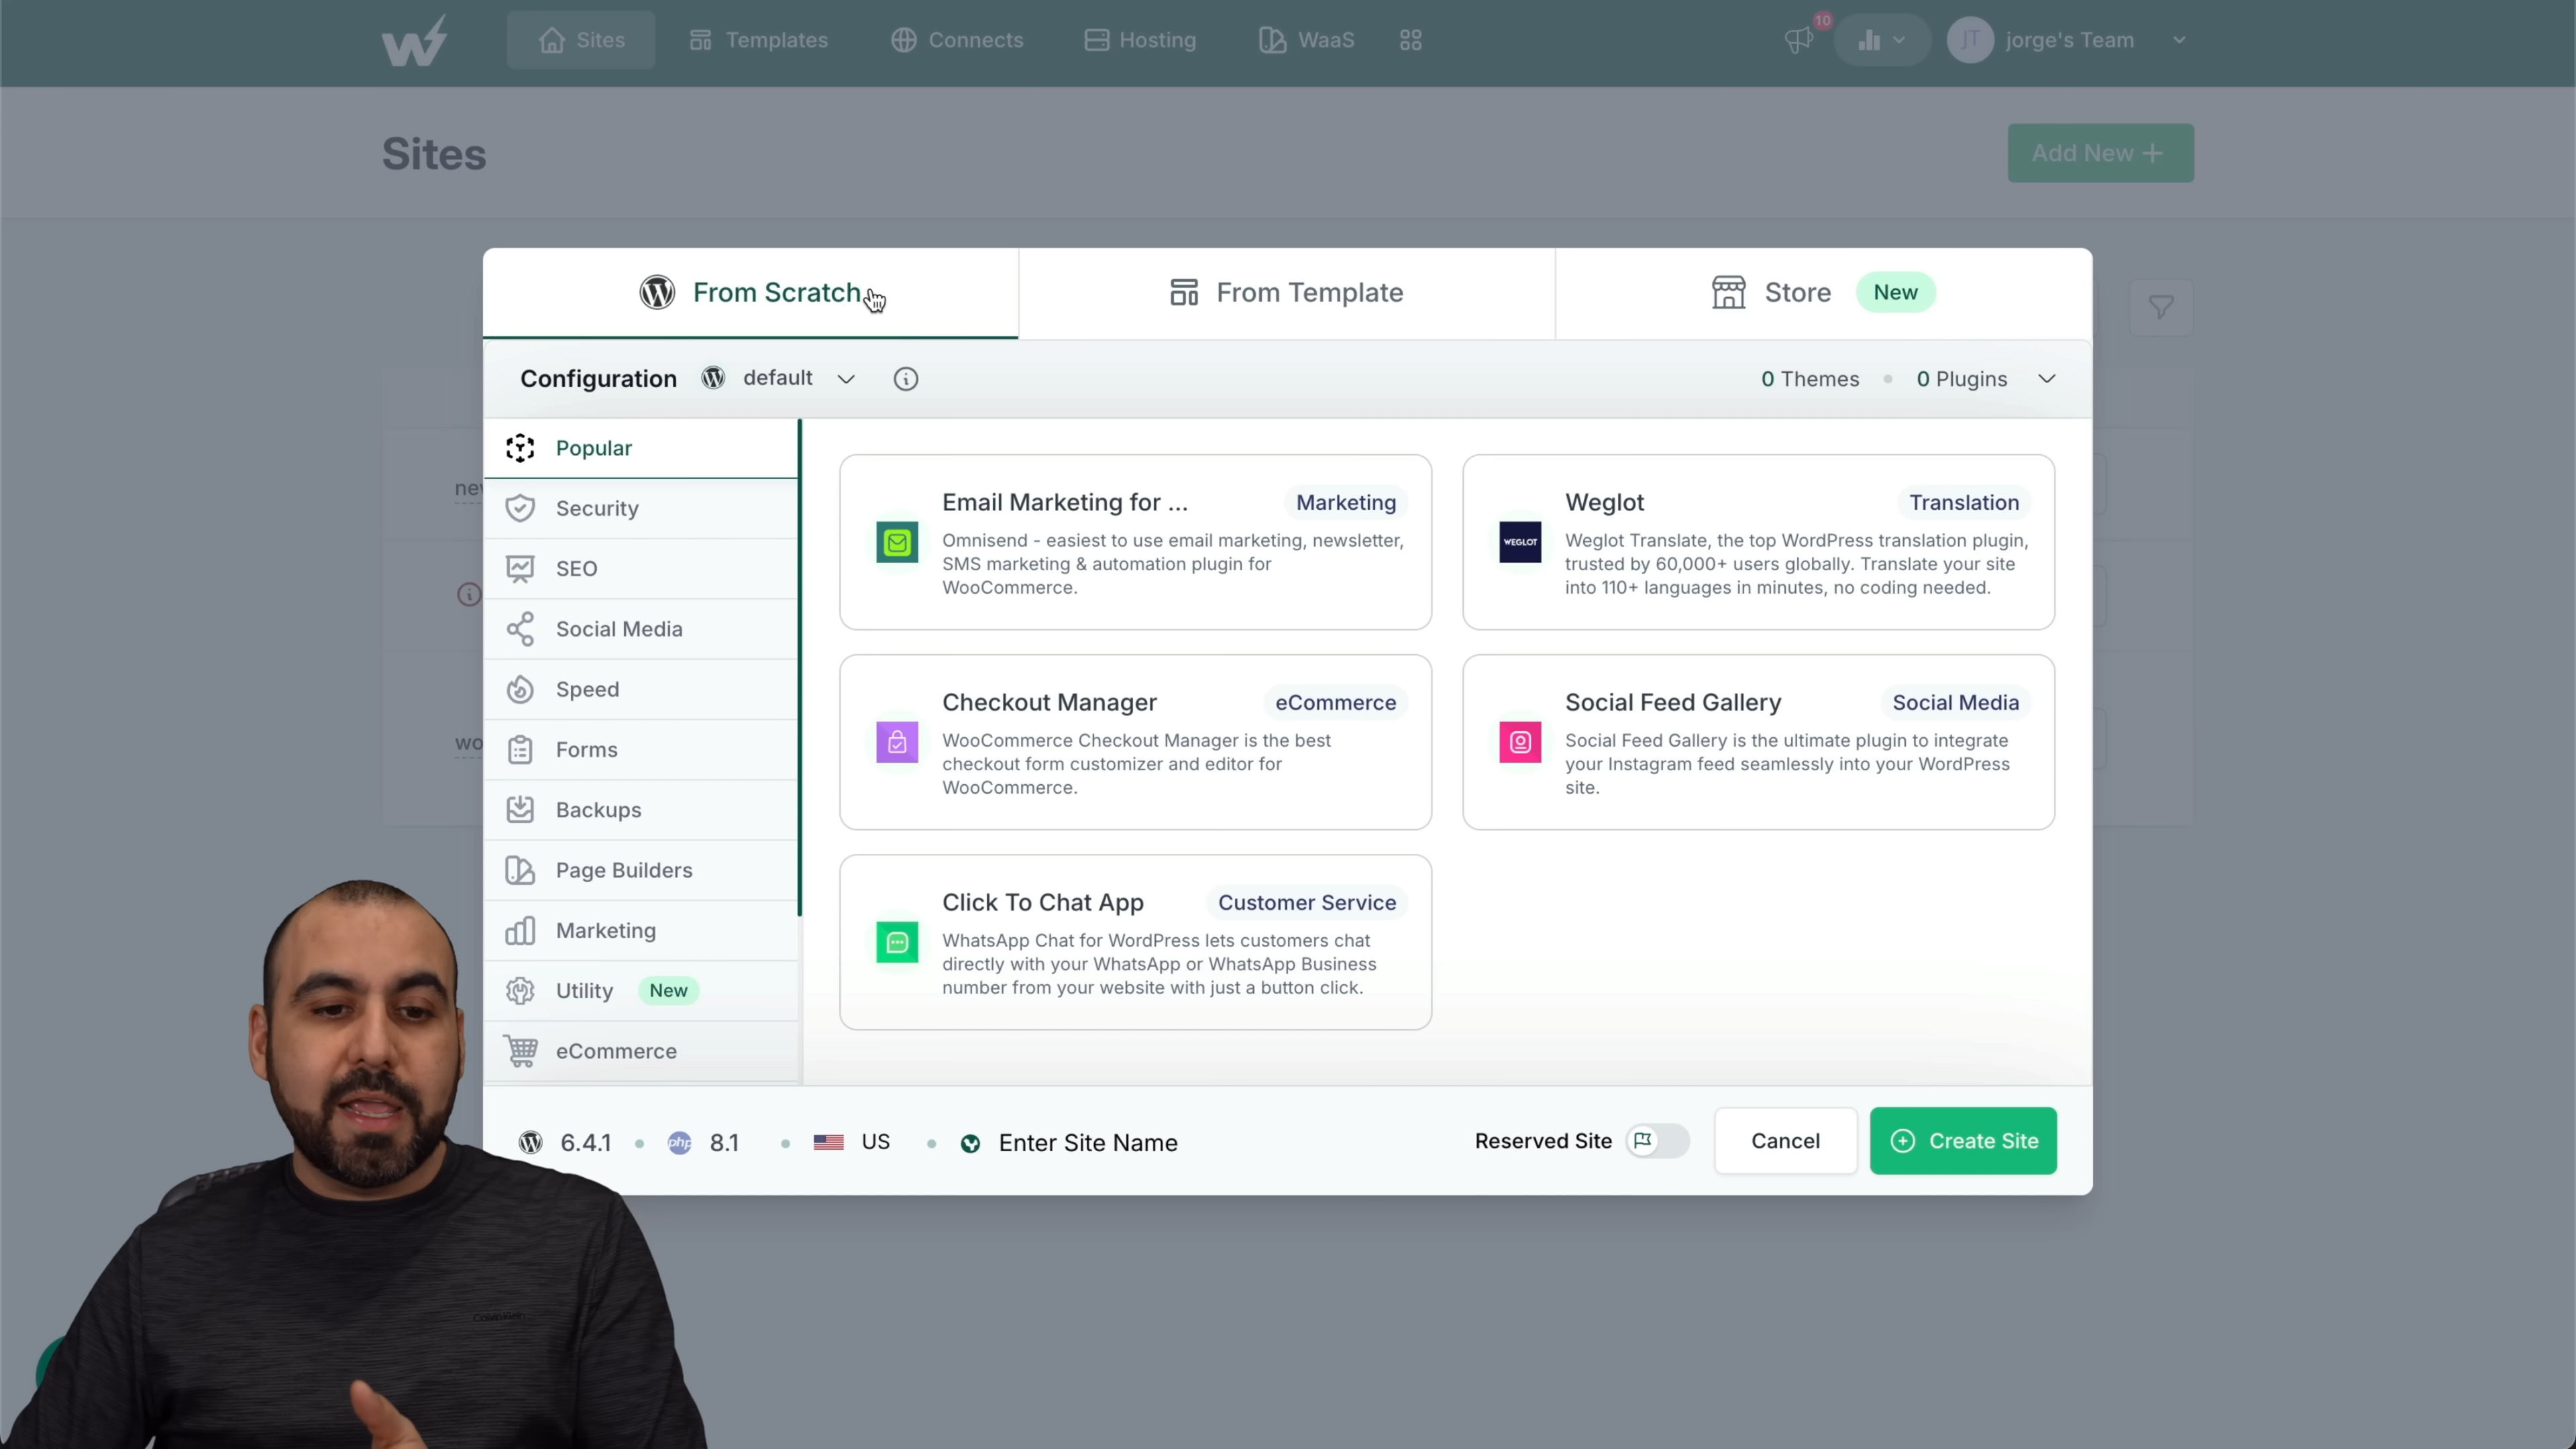 Sites
Templates
Connects
Hosting
WaaS
10
JT
jorge's Team
Sites
Add New
From Scratch
From Template
Store
New
Configuration
default
0 Themes
0 Plugins
Popular
Security
SEO
Social Media
Speed
Forms
Backups
Page Builders
Marketing
Utility
New
eCommerce
Email Marketing for ...
Marketing
Omnisend - easiest to use email marketing, newsletter,
SMS marketing & automation plugin for
WooCommerce.
WEGLOT
Weglot
Translation
Weglot Translate, the top WordPress translation plugin,
trusted by 60,000+ users globally. Translate your site
into 110+ languages in minutes, no coding needed.
Checkout Manager
eCommerce
WooCommerce Checkout Manager is the best
checkout form customizer and editor for
WooCommerce.
Social Feed Gallery
Social Media
Social Feed Gallery is the ultimate plugin to integrate
your Instagram feed seamlessly into your WordPress
site.
Click To Chat App
Customer Service
WhatsApp Chat for WordPress lets customers chat
directly with your WhatsApp or WhatsApp Business
number from your website with just a button click.
6.4.1
php
8.1
US
Enter Site Name
Reserved Site
Cancel
Create Site
Calvin Klein